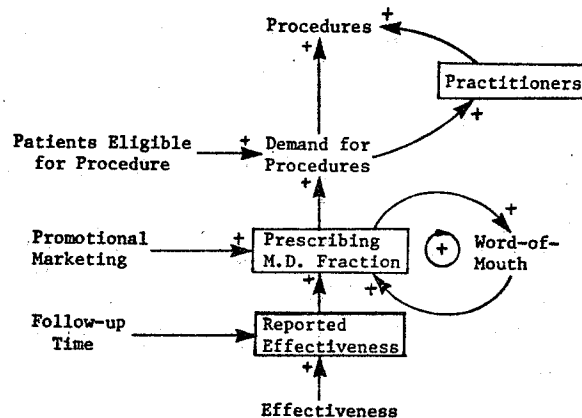 Procedures
Practitioners
Patients Eligible
for Procedure
Demand for
Procedures
Promotional
Marketing
Prescribing
M.D. Fraction
Word-of-
Mouth
Follow-up
Time
Reported
Effectiveness
Effectiveness
+
+
+
+
+
+
+
+
+
+
+